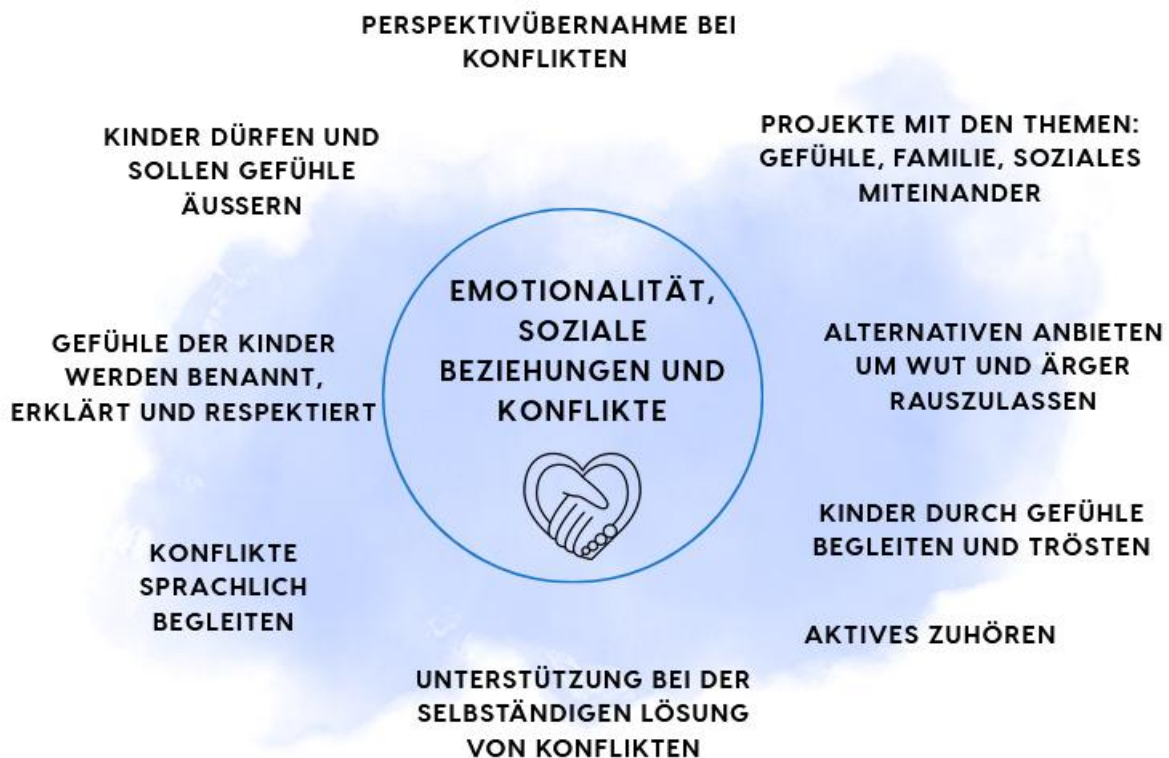 PERSPEKTIVÜBERNAHME BEI
KONFLIKTEN
KINDER DÜRFEN UND
SOLLEN GEFÜHLE
ÄUSSERN
PROJEKTE MIT DEN THEMEN:
GEFÜHLE, FAMILIE, SOZIALES
MITEINANDER
EMOTIONALITÄT,
SOZIALE
BEZIEHUNGEN UND
KONFLIKTE
GEFÜHLE DER KINDER
WERDEN BENANNT,
ERKLÄRT UND RESPEKTIERT
ALTERNATIVEN ANBIETEN
UM WUT UND ÄRGER
RAUSZULASSEN
KINDER DURCH GEFÜHLE
BEGLEITEN UND TRÖSTEN
KONFLIKTE
SPRACHLICH
BEGLEITEN
AKTIVES ZUHÖREN
UNTERSTÜTZUNG BEI DER
SELBSTÄNDIGEN LÖSUNG
VON KONFLIKTEN